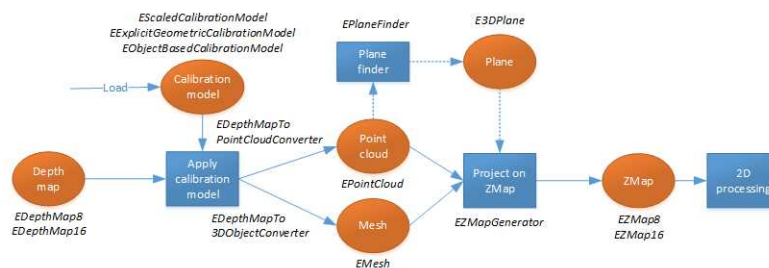 EScaledCalibrationModel
EExplicitGeometricCalibrationModel
EObjectBasedCalibrationModel
EPlaneFinder
E3DPlane
Load
Calibration
model
Plane
finder
Plane
EDepthMapTo
PointCloudConverter
Depth
map
Apply
calibration
model
Point
cloud
EPointCloud
Project on
ZMap
ZMap
2D
processing
EDepthMap8
EDepthMap16
EDepthMapTo
3DObjectConverter
Mesh
EMesh
EZMapGenerator
EZMap8
EZMap16